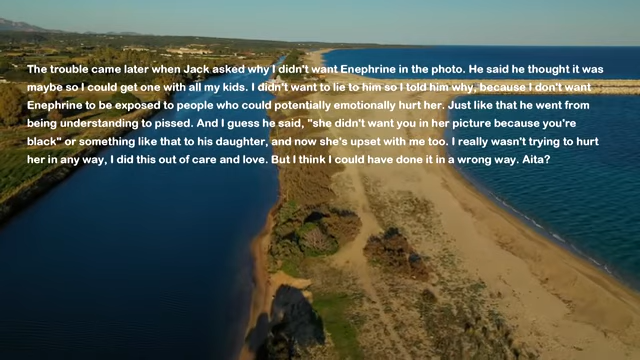 The trouble came later when Jack asked why I didn't want Enephrine in the photo. He said he thought it was
maybe so I could get one with all my kids. I didn't want to lie to him so I told him why, because I don't want
Enephrine to be exposed to people who could potentially emotionally hurt her. Just like that he went from
being understanding to pissed. And I guess he said, "she didn't want you in her picture because you're
black" or something like that to his daughter, and now she's upset with me too. I really wasn't trying to hurt
her in any way, I did this out of care and love. But I think I could have done it in a wrong way. Aita?